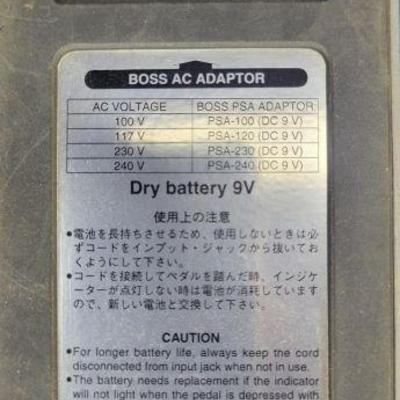 BOSS AC ADAPTOR
AC VOLTAGE BOSS PSA ADAPTOR
100 V PSA-100 (DC 9 V)
117 V PSA-120 (DC 9 V)
230 V PSA-230 (DC 9 V)
240 V PSA-240 (DC 9 V)
Dry battery 9V
使用上の注意
●電池を長持ちさせるため、使用しないときは必
ずコードをインプット・ジャックから抜いてお
くようにして下さい。
●コードを接続してペダルを踏んだ時、インジケ
ーターが点灯しない時は電池が消耗しています
ので、新しい電池と交換して下さい。
CAUTION
●For longer battery life, always keep the cord
disconnected from input jack when not in use.
●The battery needs replacement if the indicator
will not light when the pedal is depressed with